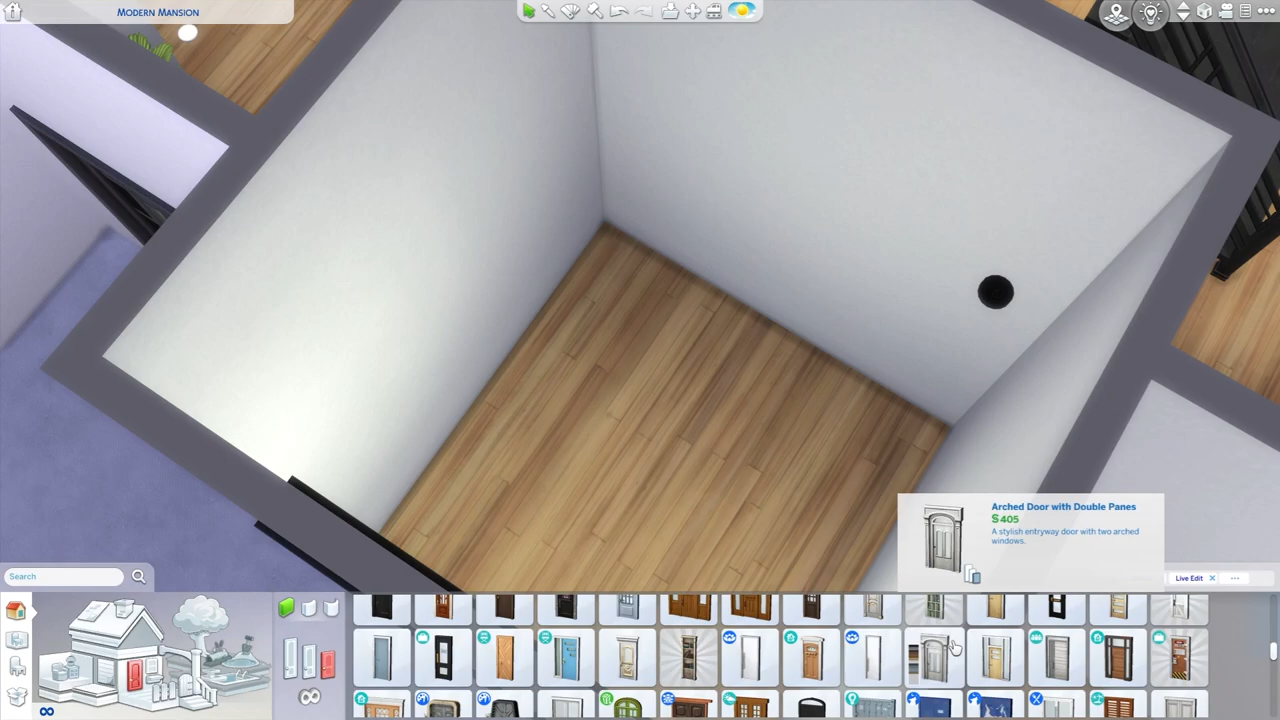 MODERN MANSION
Arched Door with Double Panes
§405
A stylish entryway door with two arched
windows.
Search
Live Edit